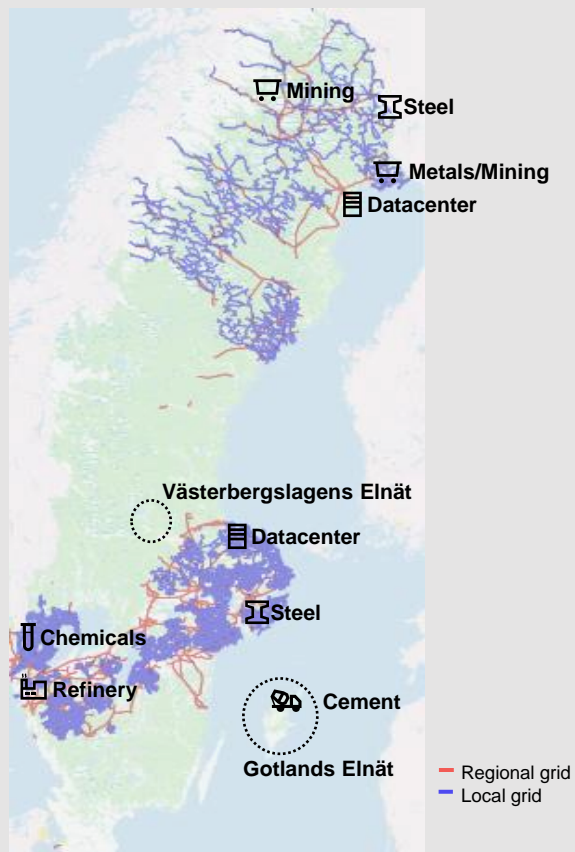 Mining
Steel
Metals/Mining
Datacenter
Västerbergslagens Elnät
Datacenter
Steel
Chemicals
Refinery
Cement
Gotlands Elnät
Regional grid
Local grid